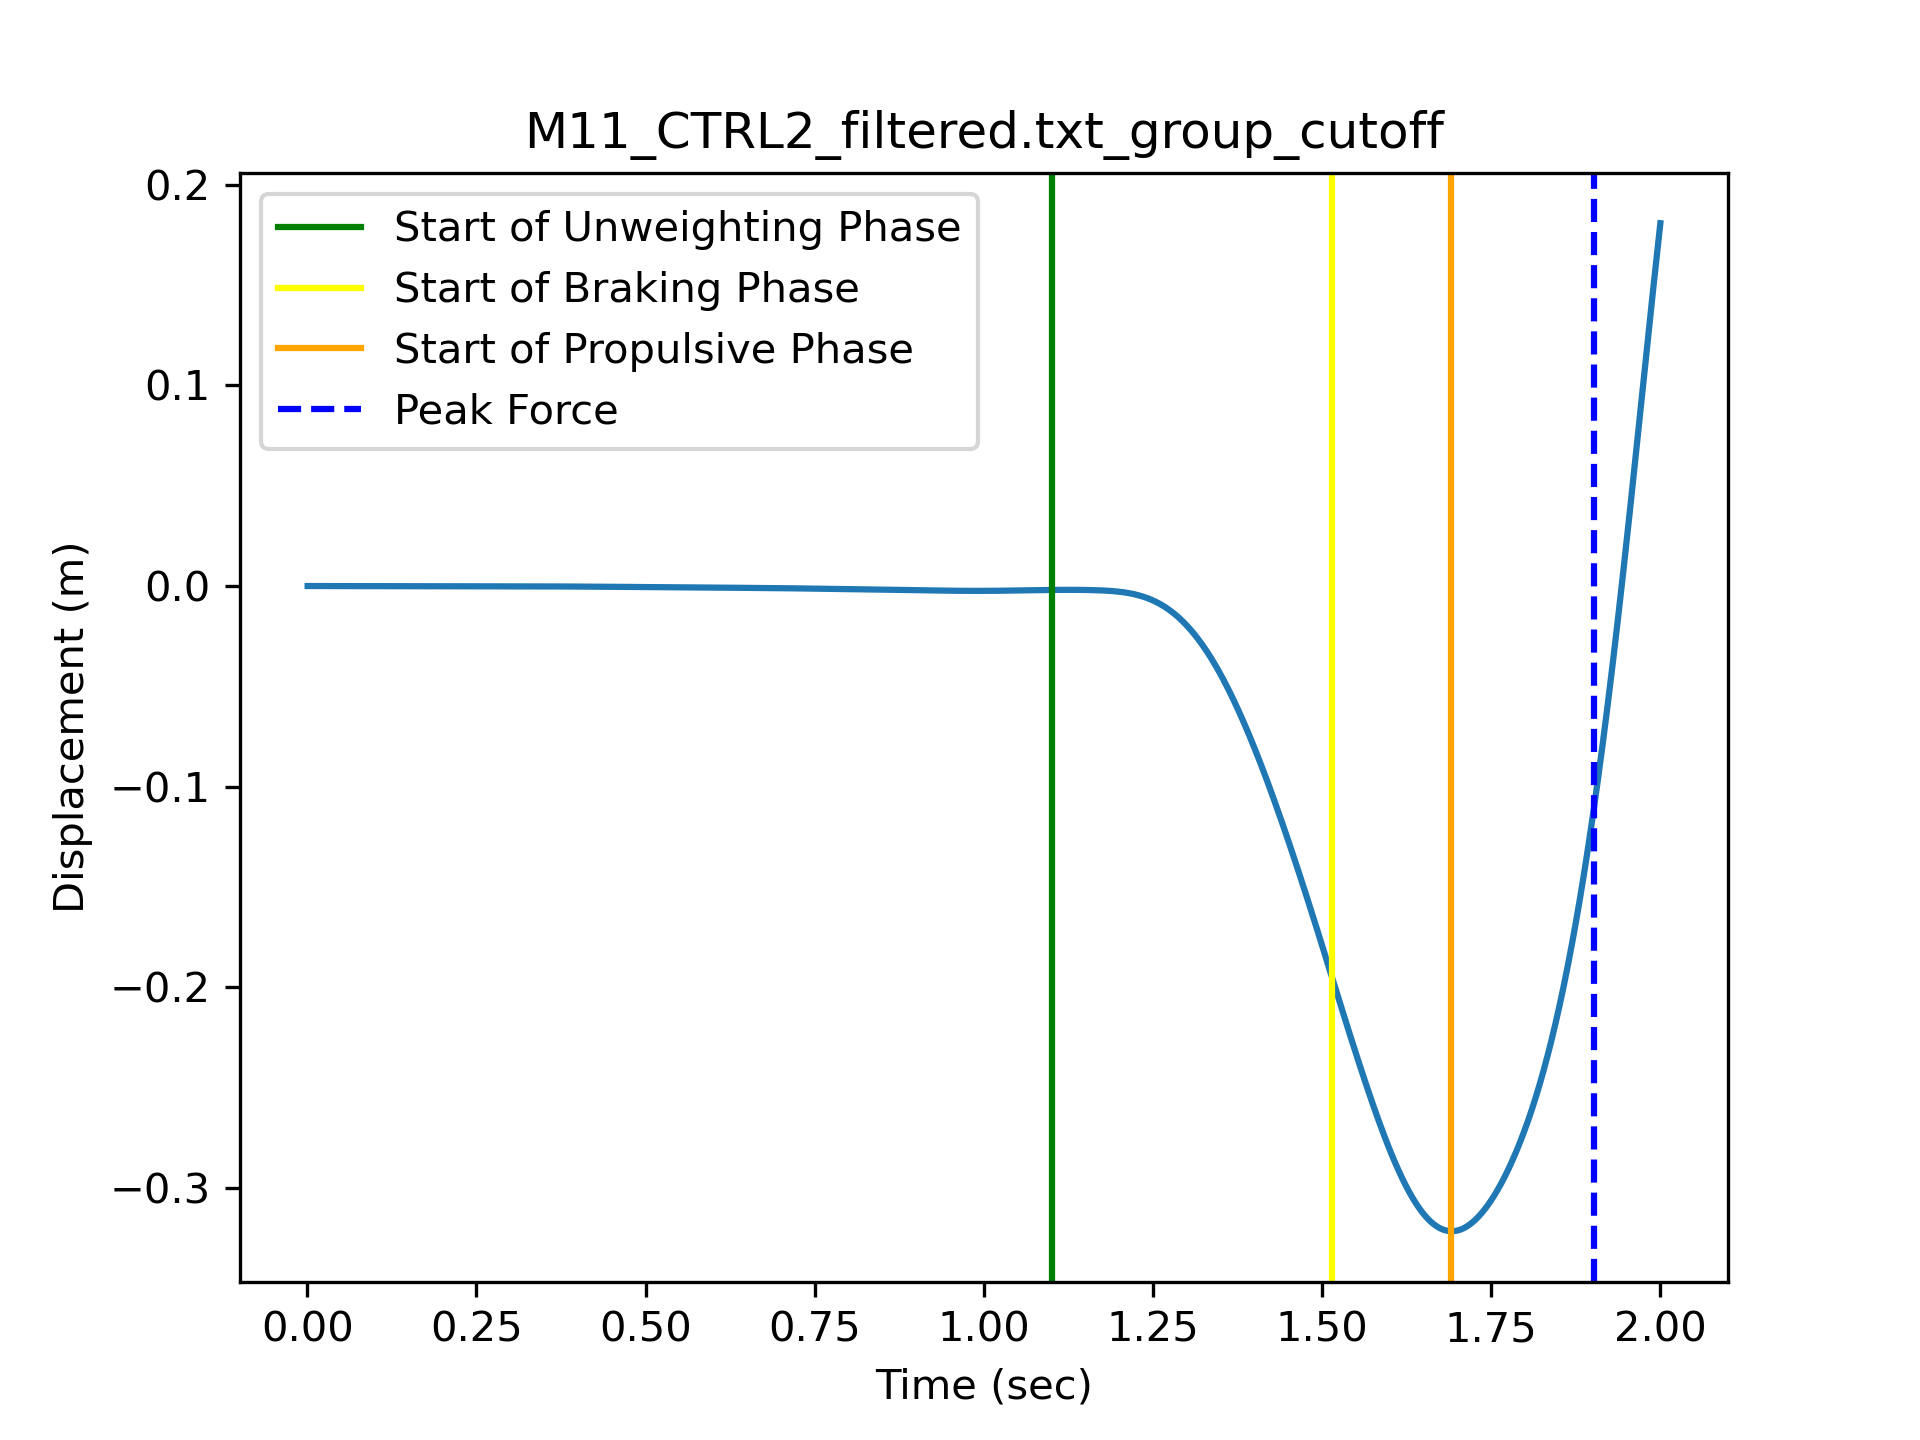 M11_CTRL2_filtered.txt_group_cutoff
0.2
0.1
0.0
−0.1
−0.2
−0.3
Displacement (m)
Start of Unweighting Phase
Start of Braking Phase
Start of Propulsive Phase
Peak Force
0.00 0.25 0.50 0.75 1.00 1.25 1.50 1.75 2.00
Time (sec)